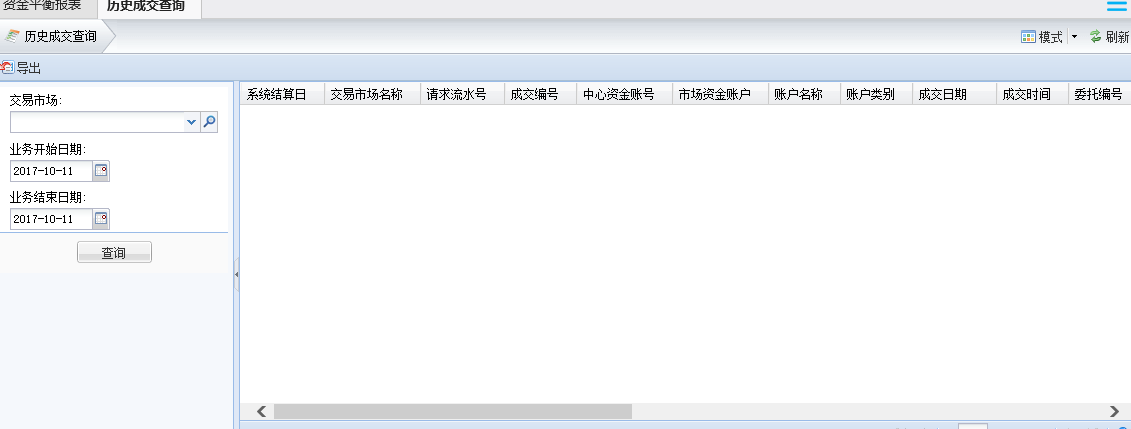 资金平衡报表 历史成交查询
历史成交查询 模式 刷新
导出
交易市场:
业务开始日期:
2017-10-11
业务结束日期:
2017-10-11
查询
系统结算日 交易市场名称 请求流水号 成交编号 中心资金账号 市场资金账户 账户名称 账户类别 成交日期 成交时间 委托编号